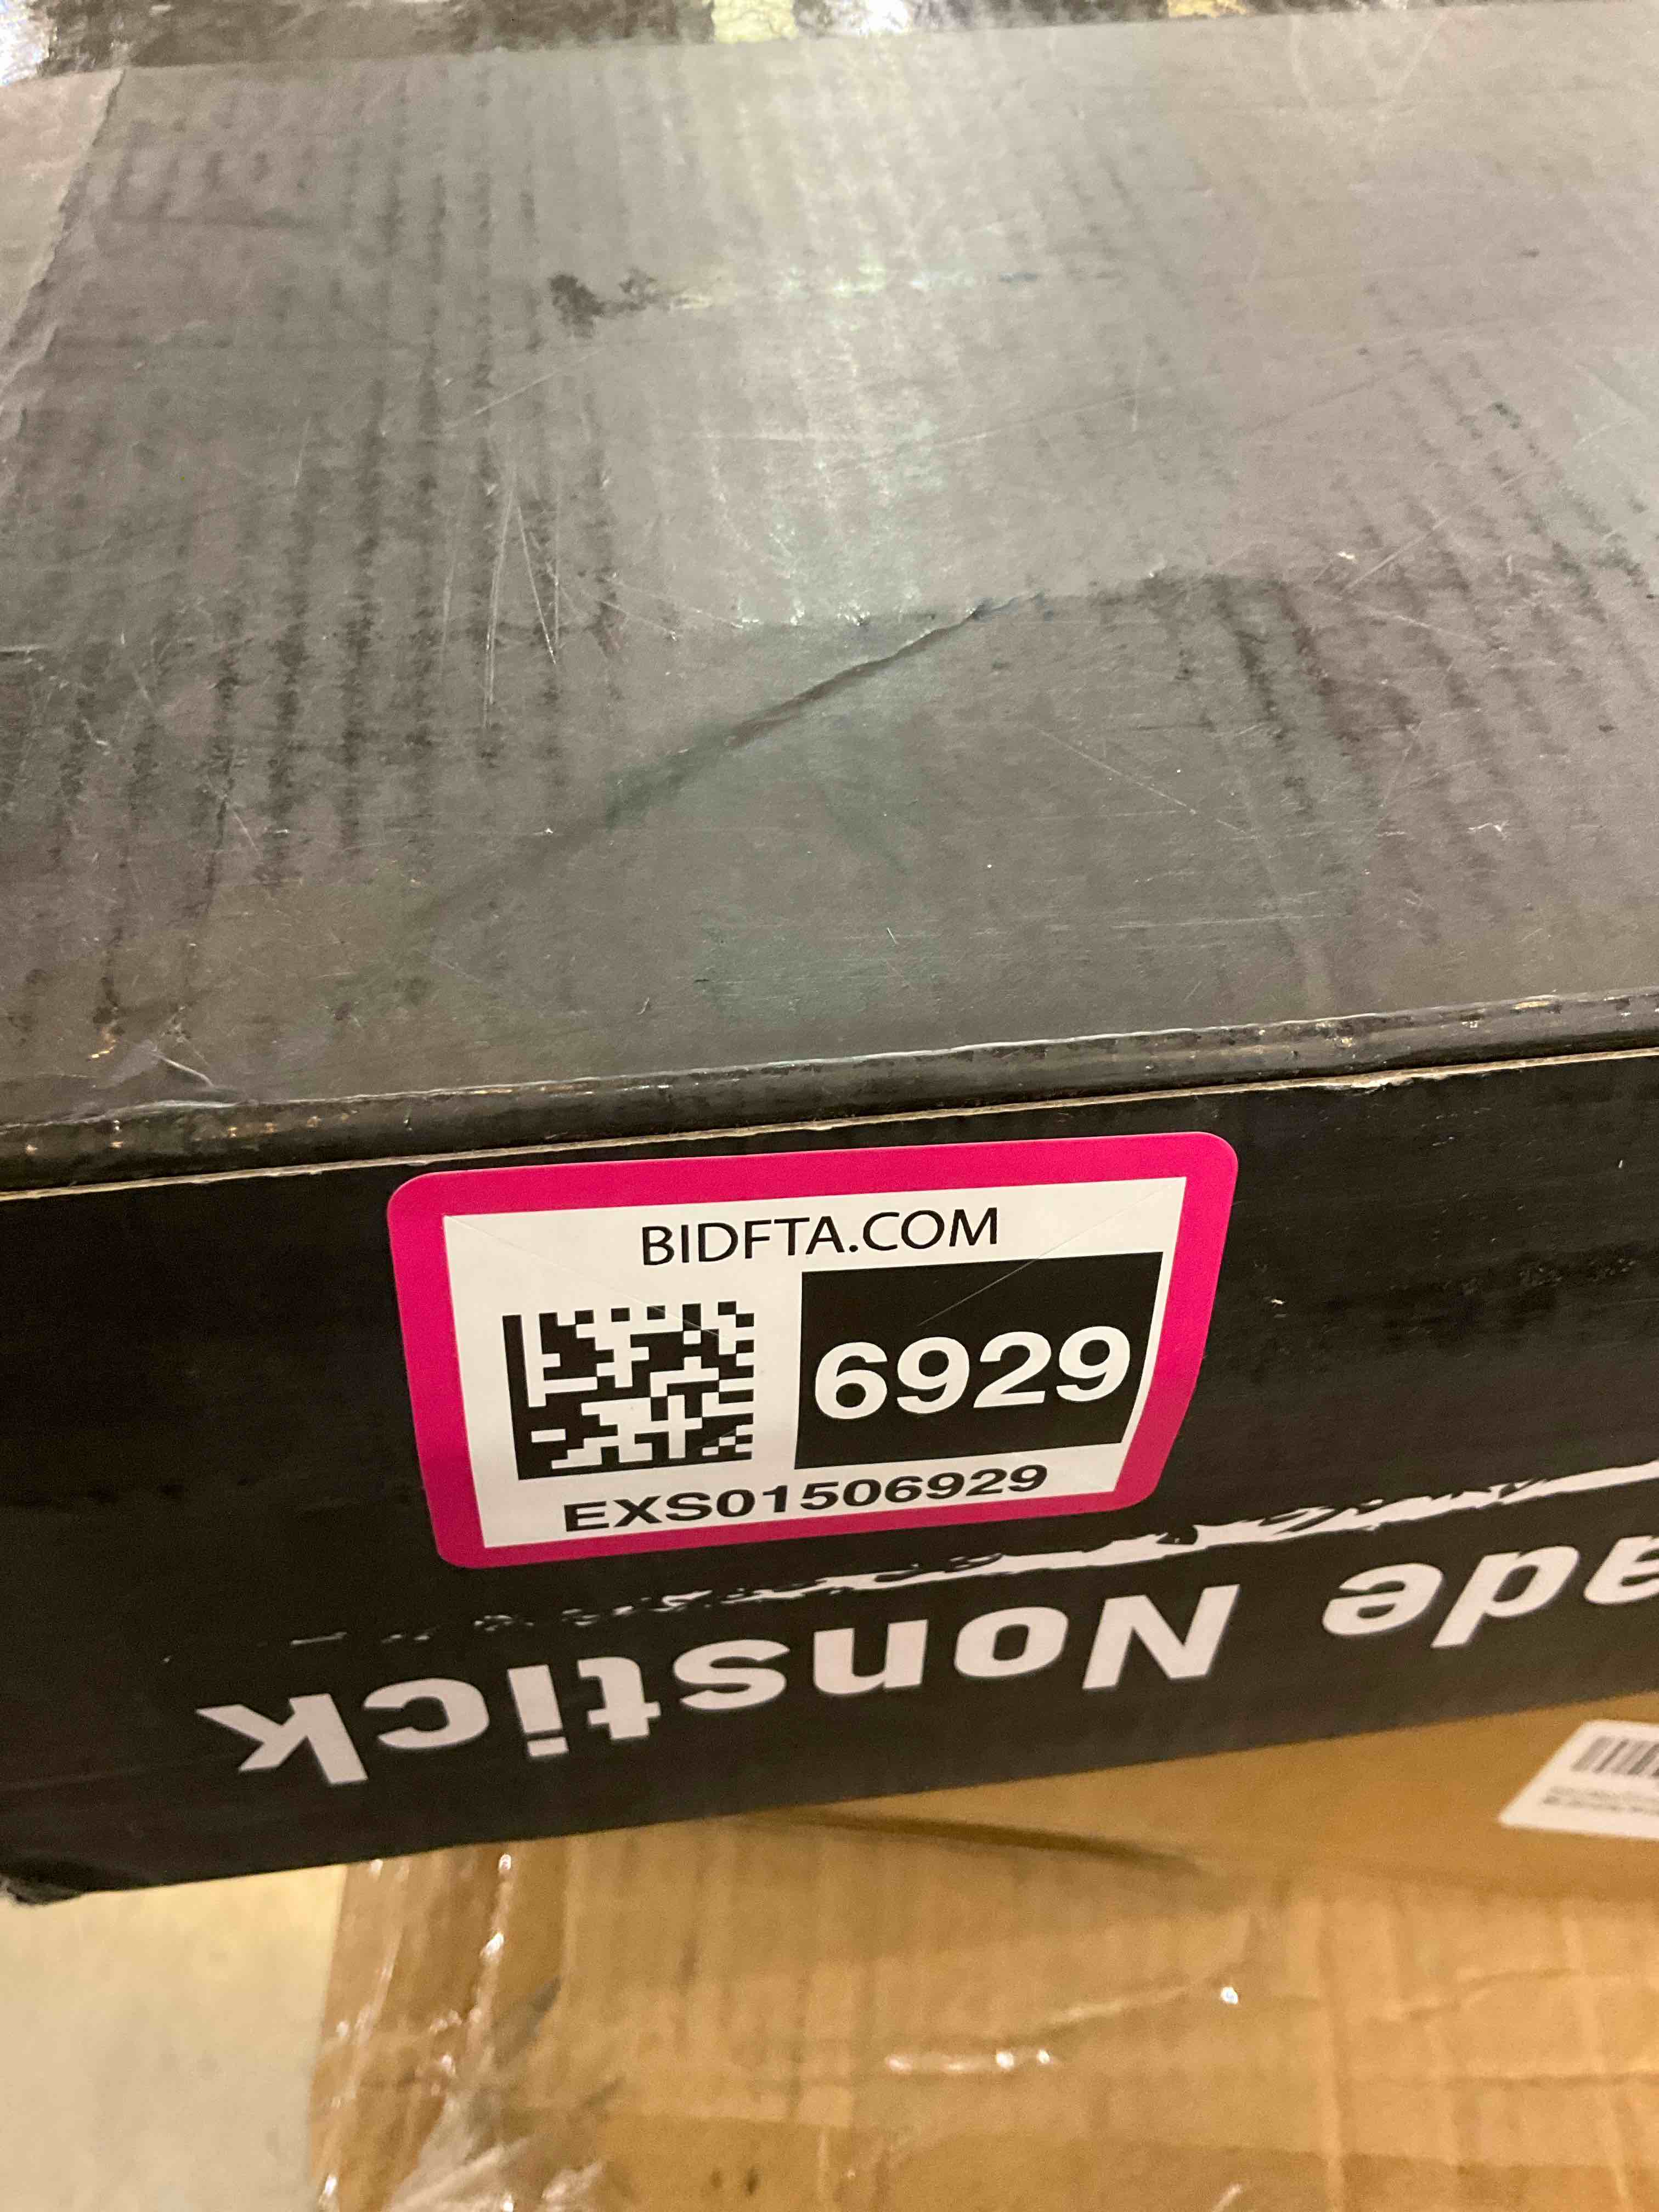 BIDFTA.COM
6929
EXS01506929
ade Nonstick